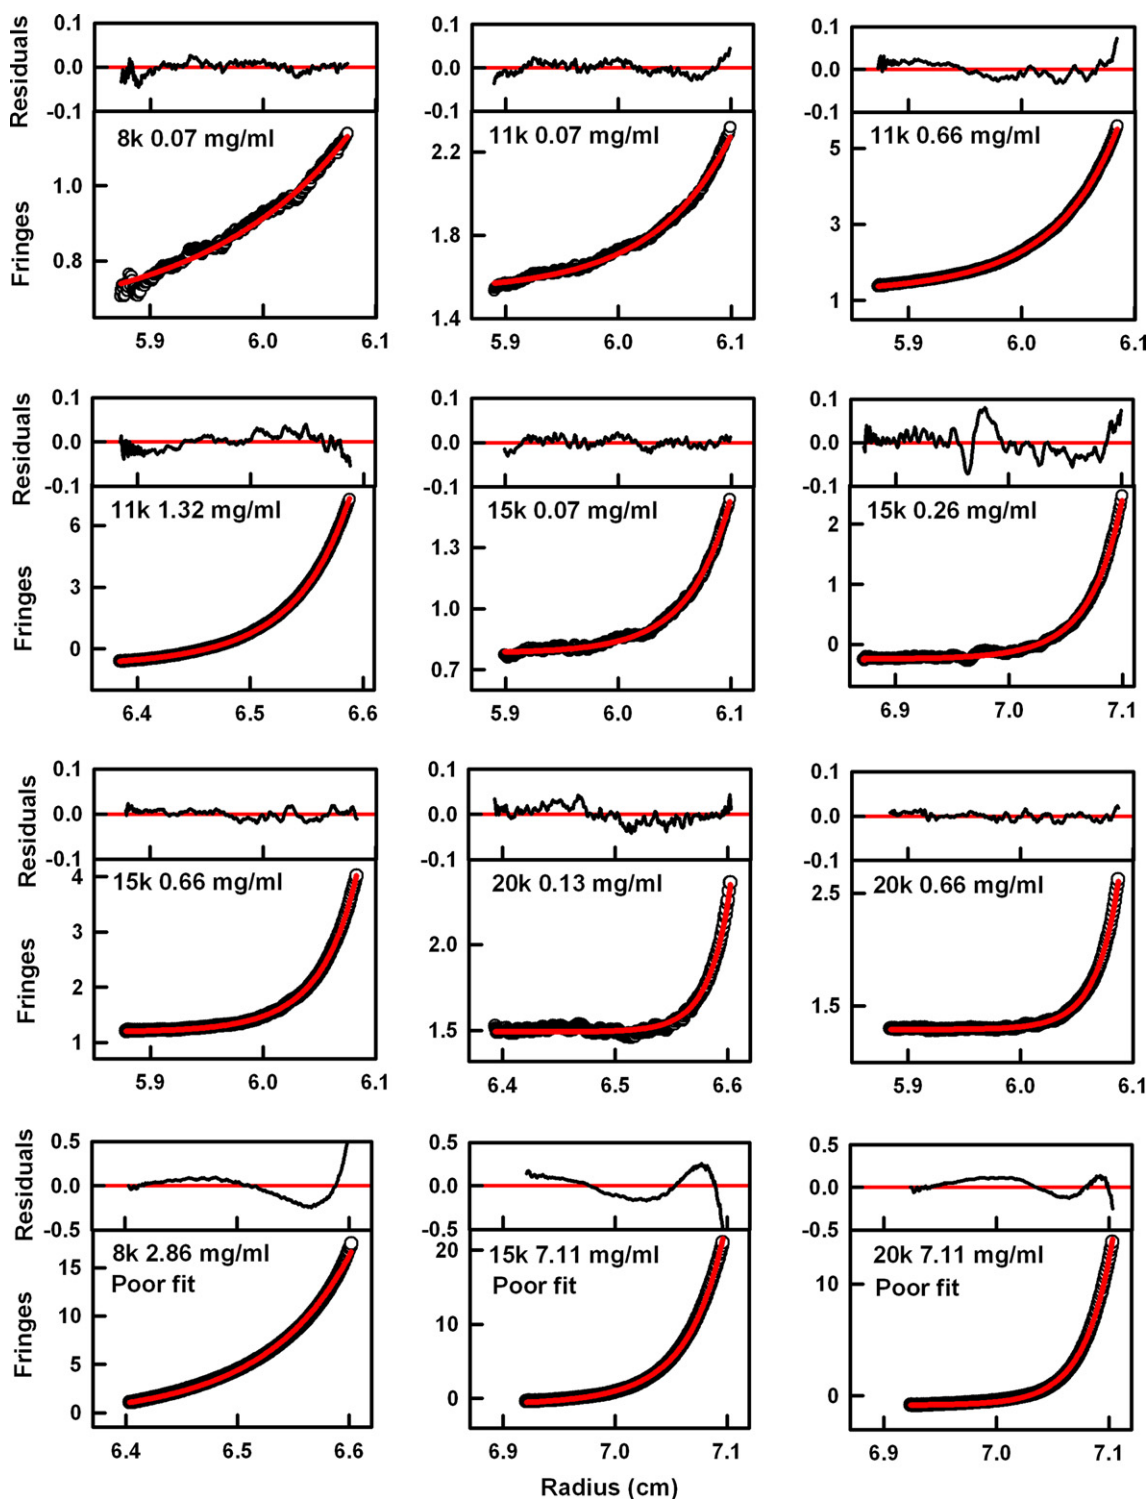 Residuals
0.1
0.0
-0.1
0.1
0.0
-0.1
0.1
0.0
-0.1
Fringes
8k 0.07 mg/ml
1.0
0.8
5.9 6.0 6.1
11k 0.07 mg/ml
2.2
1.8
1.4
5.9 6.0 6.1
11k 0.66 mg/ml
5
3
1
5.9 6.0 6.1
Residuals
0.1
0.0
-0.1
0.1
0.0
-0.1
0.1
0.0
-0.1
Fringes
11k 1.32 mg/ml
6
3
0
6.4 6.5 6.6
15k 0.07 mg/ml
1.3
1.0
0.7
5.9 6.0 6.1
15k 0.26 mg/ml
2
1
0
6.9 7.0 7.1
Residuals
0.1
0.0
-0.1
0.1
0.0
-0.1
0.1
0.0
-0.1
Fringes
15k 0.66 mg/ml
4
3
2
1
5.9 6.0 6.1
20k 0.13 mg/ml
2.0
1.5
6.4 6.5 6.6
20k 0.66 mg/ml
2.5
1.5
5.9 6.0 6.1
Residuals
0.5
0.0
-0.5
0.5
0.0
-0.5
0.5
0.0
-0.5
Fringes
8k 2.86 mg/ml
Poor fit
15
10
5
0
6.4 6.5 6.6
15k 7.11 mg/ml
Poor fit
20
10
0
6.9 7.0 7.1
20k 7.11 mg/ml
Poor fit
10
0
6.9 7.0 7.1
Radius (cm)